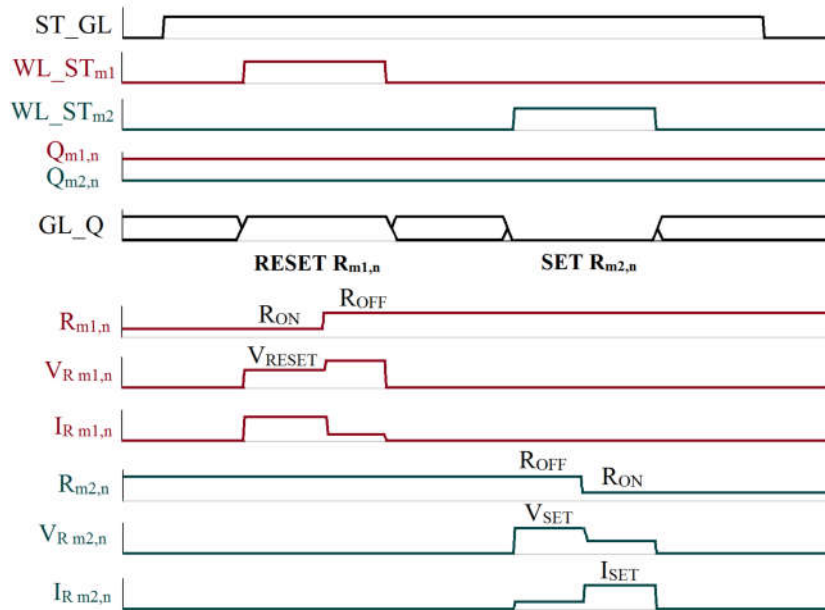 ST_GL
WL_STm1
WL_STm2
Qm1,n
Qm2,n
GL_Q
RESET Rm1,n SET Rm2,n
ROFF
Rm1,n RON
VR m1,n VRESET
IR m1,n
ROFF
Rm2,n RON
VR m2,n VSET
IR m2,n ISET